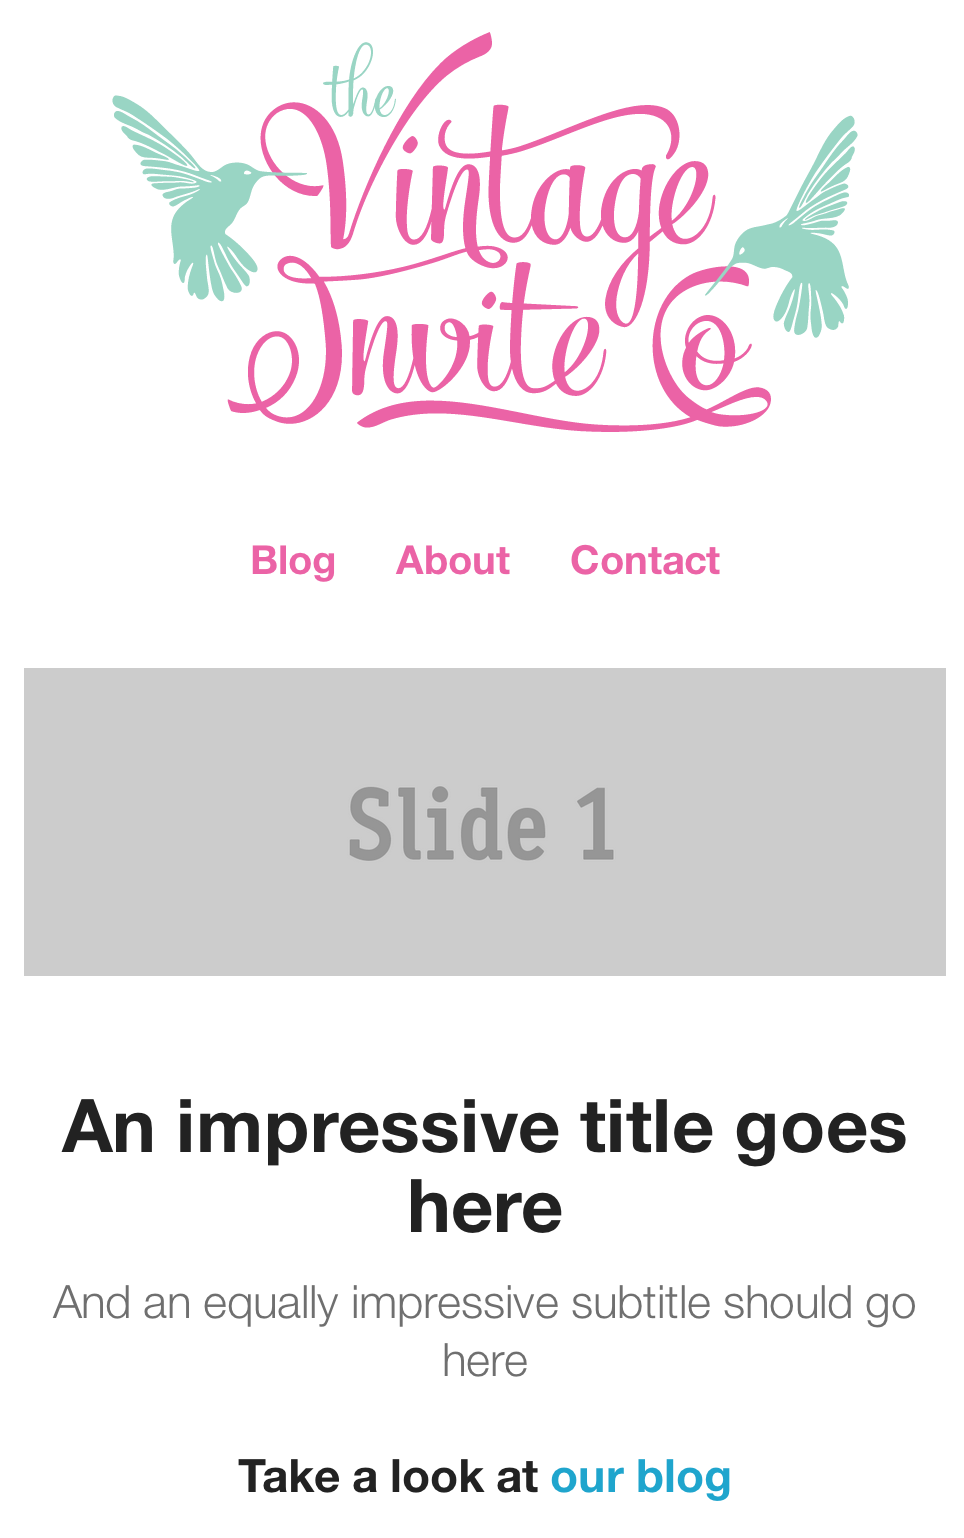 the
Vintage
Invite Co
Blog About Contact
Slide 1
An impressive title goes
here
And an equally impressive subtitle should go
here
Take a look at our blog